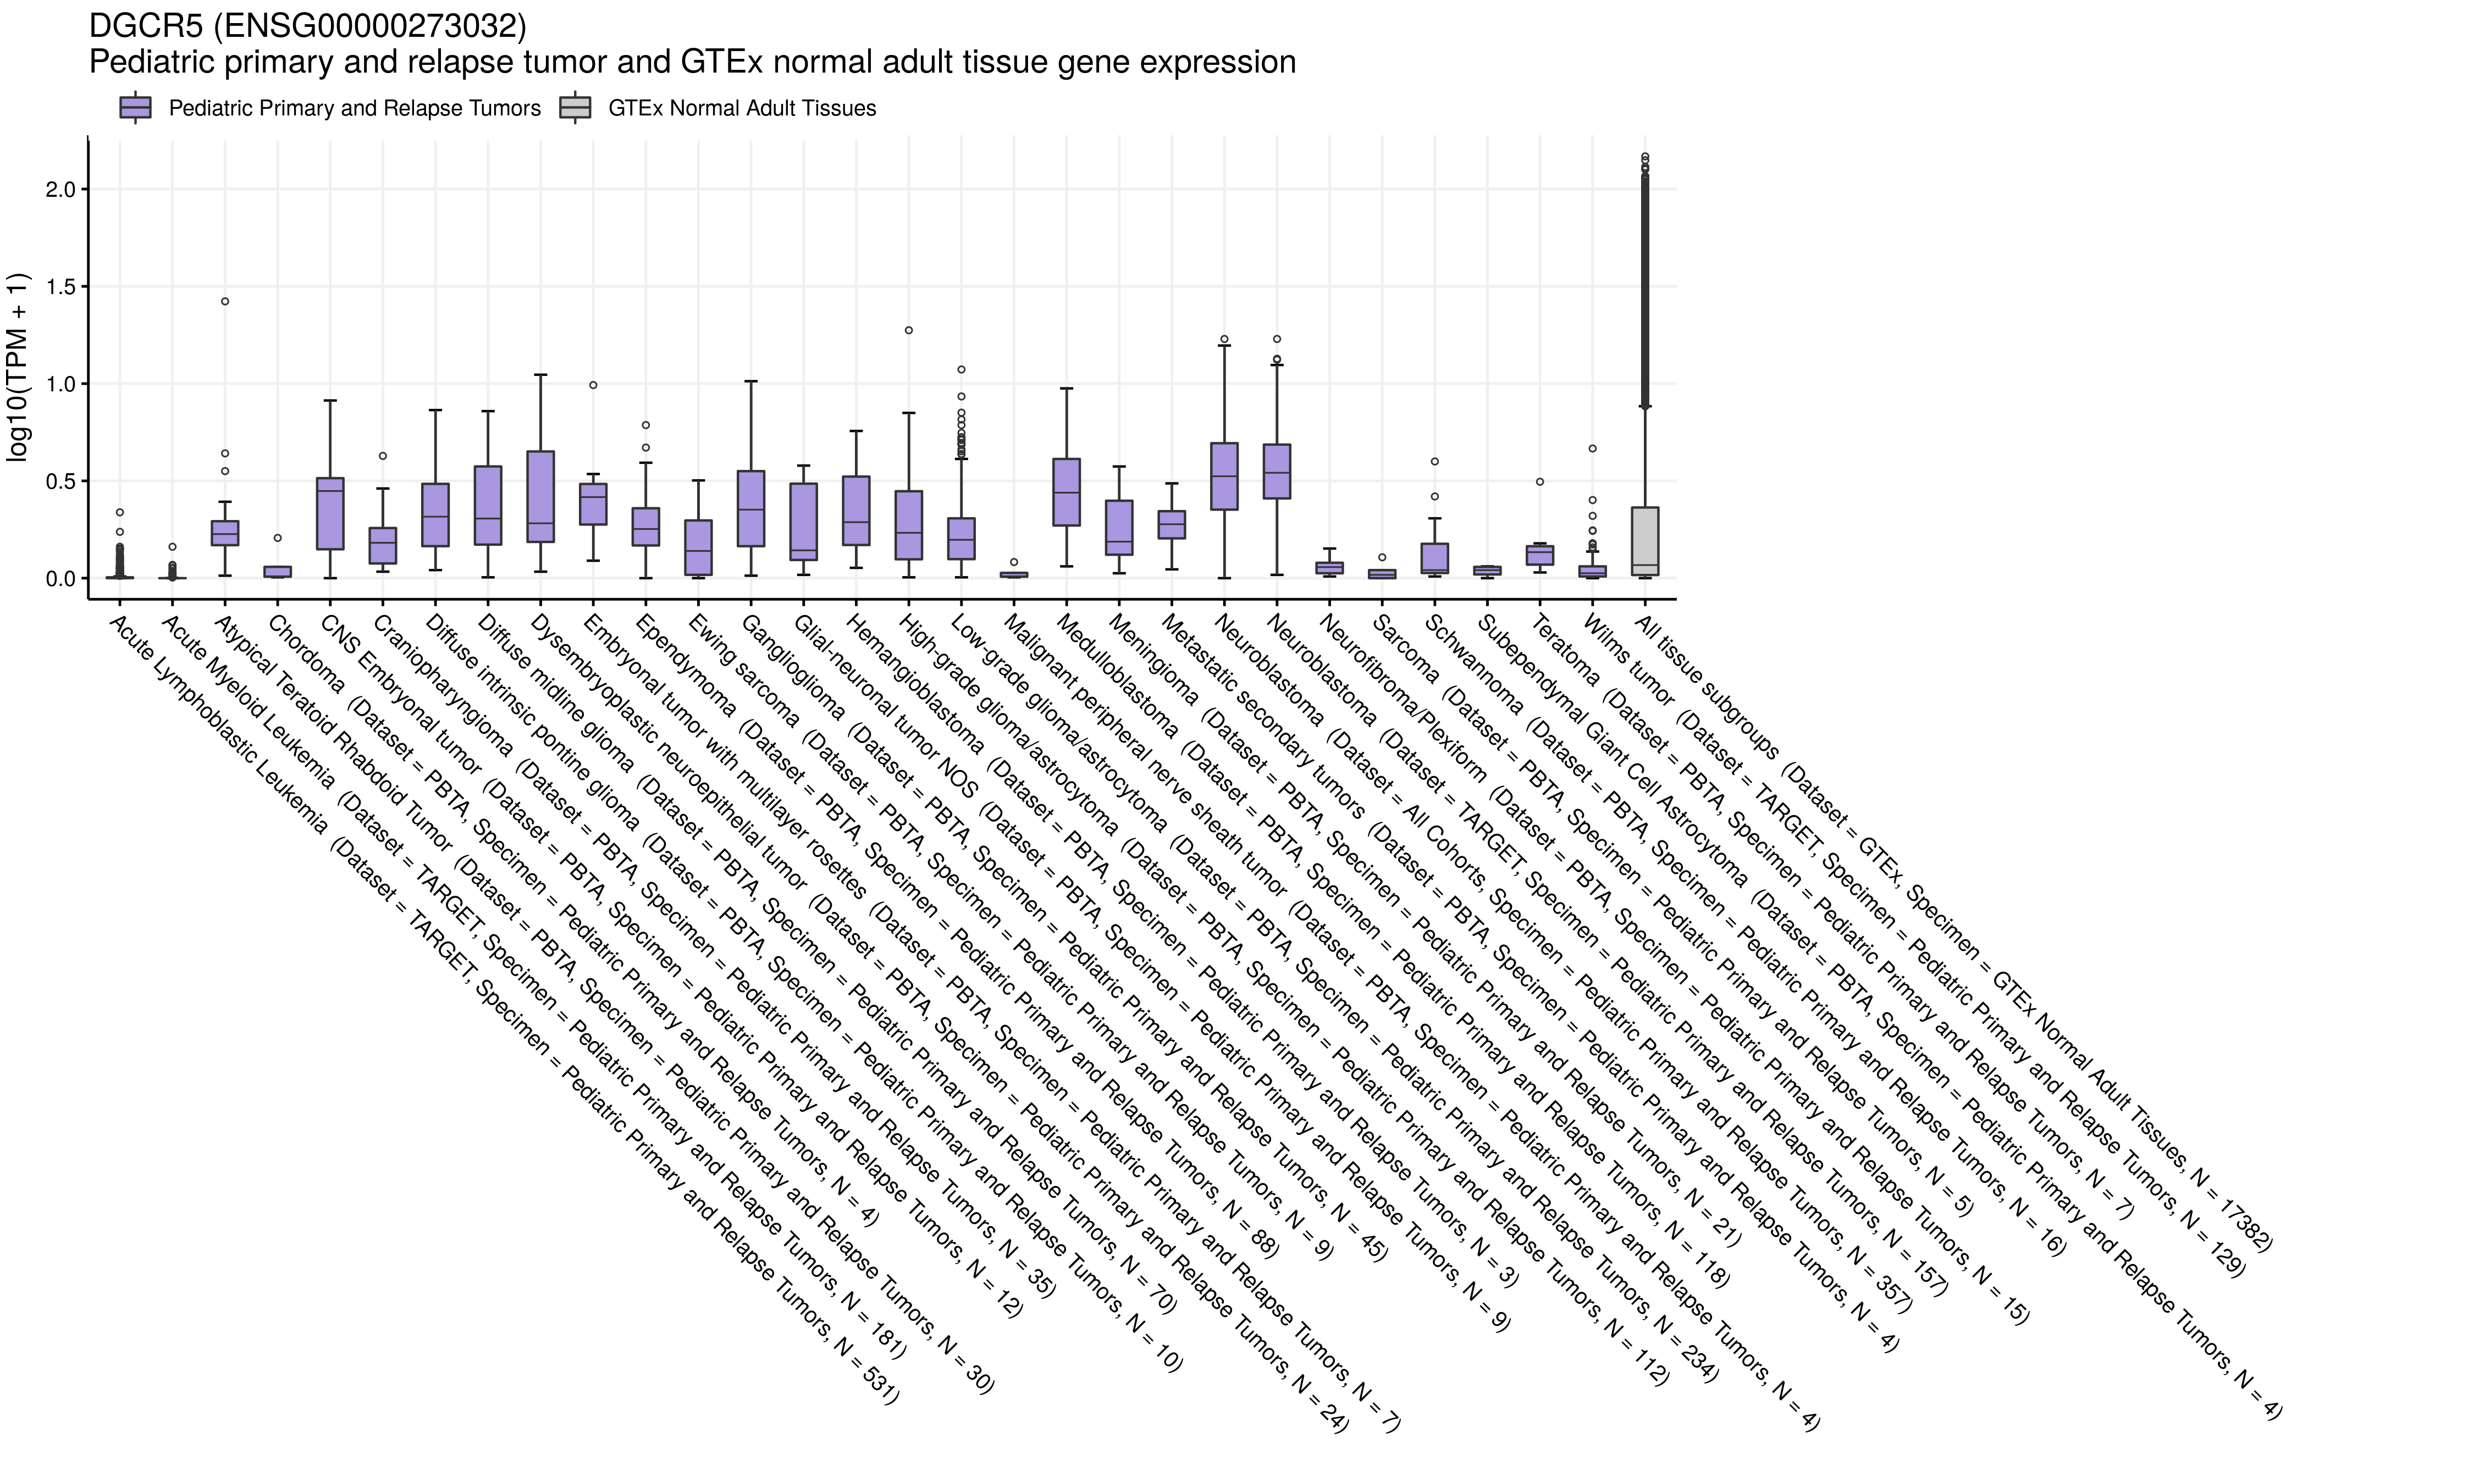 DGCR5 (ENSG00000273032)
Pediatric primary and relapse tumor and GTEx normal adult tissue gene expression
Pediatric Primary and Relapse Tumors
GTEx Normal Adult Tissues
log10(TPM + 1)
2.0
1.5
1.0
0.5
0.0
Acute Lymphoblastic Leukemia (Dataset = TARGET, Specimen = Pediatric Primary and Relapse Tumors, N = 531)
Acute Myeloid Leukemia (Dataset = TARGET, Specimen = Pediatric Primary and Relapse Tumors, N = 181)
Atypical Teratoid Rhabdoid Tumor (Dataset = PBTA, Specimen = Pediatric Primary and Relapse Tumors, N = 30)
Chordoma (Dataset = PBTA, Specimen = Pediatric Primary and Relapse Tumors, N = 4)
CNS Embryonal tumor (Dataset = PBTA, Specimen = Pediatric Primary and Relapse Tumors, N = 12)
Craniopharyngioma (Dataset = PBTA, Specimen = Pediatric Primary and Relapse Tumors, N = 35)
Diffuse intrinsic pontine glioma (Dataset = PBTA, Specimen = Pediatric Primary and Relapse Tumors, N = 10)
Diffuse midline glioma (Dataset = PBTA, Specimen = Pediatric Primary and Relapse Tumors, N = 70)
Dysembryoplastic neuroepithelial tumor (Dataset = PBTA, Specimen = Pediatric Primary and Relapse Tumors, N = 24)
Embryonal tumor with multilayer rosettes (Dataset = PBTA, Specimen = Pediatric Primary and Relapse Tumors, N = 7)
Ependymoma (Dataset = PBTA, Specimen = Pediatric Primary and Relapse Tumors, N = 88)
Ewing sarcoma (Dataset = PBTA, Specimen = Pediatric Primary and Relapse Tumors, N = 9)
Ganglioglioma (Dataset = PBTA, Specimen = Pediatric Primary and Relapse Tumors, N = 45)
Glial-neuronal tumor NOS (Dataset = PBTA, Specimen = Pediatric Primary and Relapse Tumors, N = 9)
Hemangioblastoma (Dataset = PBTA, Specimen = Pediatric Primary and Relapse Tumors, N = 3)
High-grade glioma/astrocytoma (Dataset = PBTA, Specimen = Pediatric Primary and Relapse Tumors, N = 112)
Low-grade glioma/astrocytoma (Dataset = PBTA, Specimen = Pediatric Primary and Relapse Tumors, N = 234)
Malignant peripheral nerve sheath tumor (Dataset = PBTA, Specimen = Pediatric Primary and Relapse Tumors, N = 4)
Medulloblastoma (Dataset = PBTA, Specimen = Pediatric Primary and Relapse Tumors, N = 118)
Meningioma (Dataset = PBTA, Specimen = Pediatric Primary and Relapse Tumors, N = 21)
Metastatic secondary tumors (Dataset = PBTA, Specimen = Pediatric Primary and Relapse Tumors, N = 4)
Neuroblastoma (Dataset = All Cohorts, Specimen = Pediatric Primary and Relapse Tumors, N = 357)
Neuroblastoma (Dataset = TARGET, Specimen = Pediatric Primary and Relapse Tumors, N = 157)
Neurofibroma/Plexiform (Dataset = PBTA, Specimen = Pediatric Primary and Relapse Tumors, N = 15)
Sarcoma (Dataset = PBTA, Specimen = Pediatric Primary and Relapse Tumors, N = 5)
Schwannoma (Dataset = PBTA, Specimen = Pediatric Primary and Relapse Tumors, N = 16)
Subependymal Giant Cell Astrocytoma (Dataset = PBTA, Specimen = Pediatric Primary and Relapse Tumors, N = 4)
Teratoma (Dataset = PBTA, Specimen = Pediatric Primary and Relapse Tumors, N = 7)
Wilms tumor (Dataset = TARGET, Specimen = Pediatric Primary and Relapse Tumors, N = 129)
All tissue subgroups (Dataset = GTEx, Specimen = GTEx Normal Adult Tissues, N = 17382)